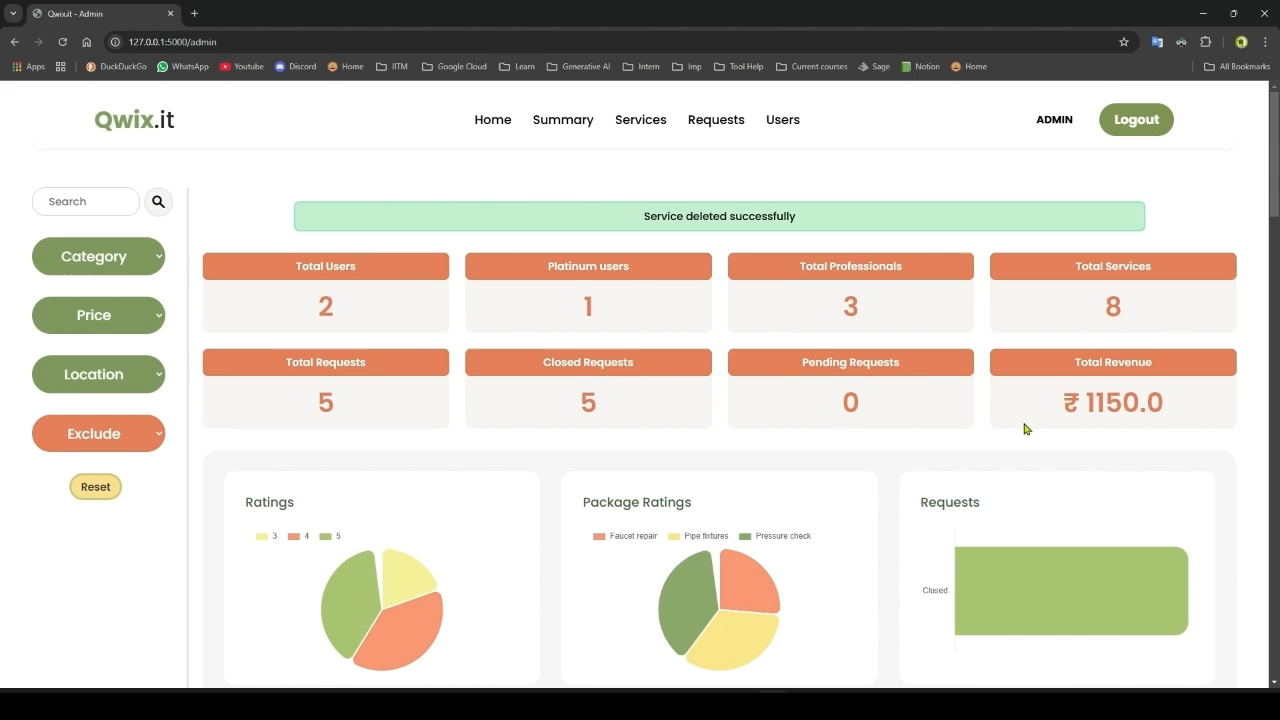 Qwix.it - Admin
127.0.0.1:5000/admin
Apps DuckDuckGo WhatsApp Youtube Discord Home IITM Google Cloud Learn Generative AI Intern Imp Tool Help Current courses Sage Notion Home All Bookmarks
Qwix.it Home Summary Services Requests Users ADMIN Logout
Search
Service deleted successfully
Category
Price
Location
Exclude
Reset
Total Users Platinum users Total Professionals Total Services
2 1 3 8
Total Requests Closed Requests Pending Requests Total Revenue
5 5 0 ₹ 1150.0
Ratings Package Ratings Requests
3 4 5 Faucet repair Pipe fixtures Pressure check
Closed